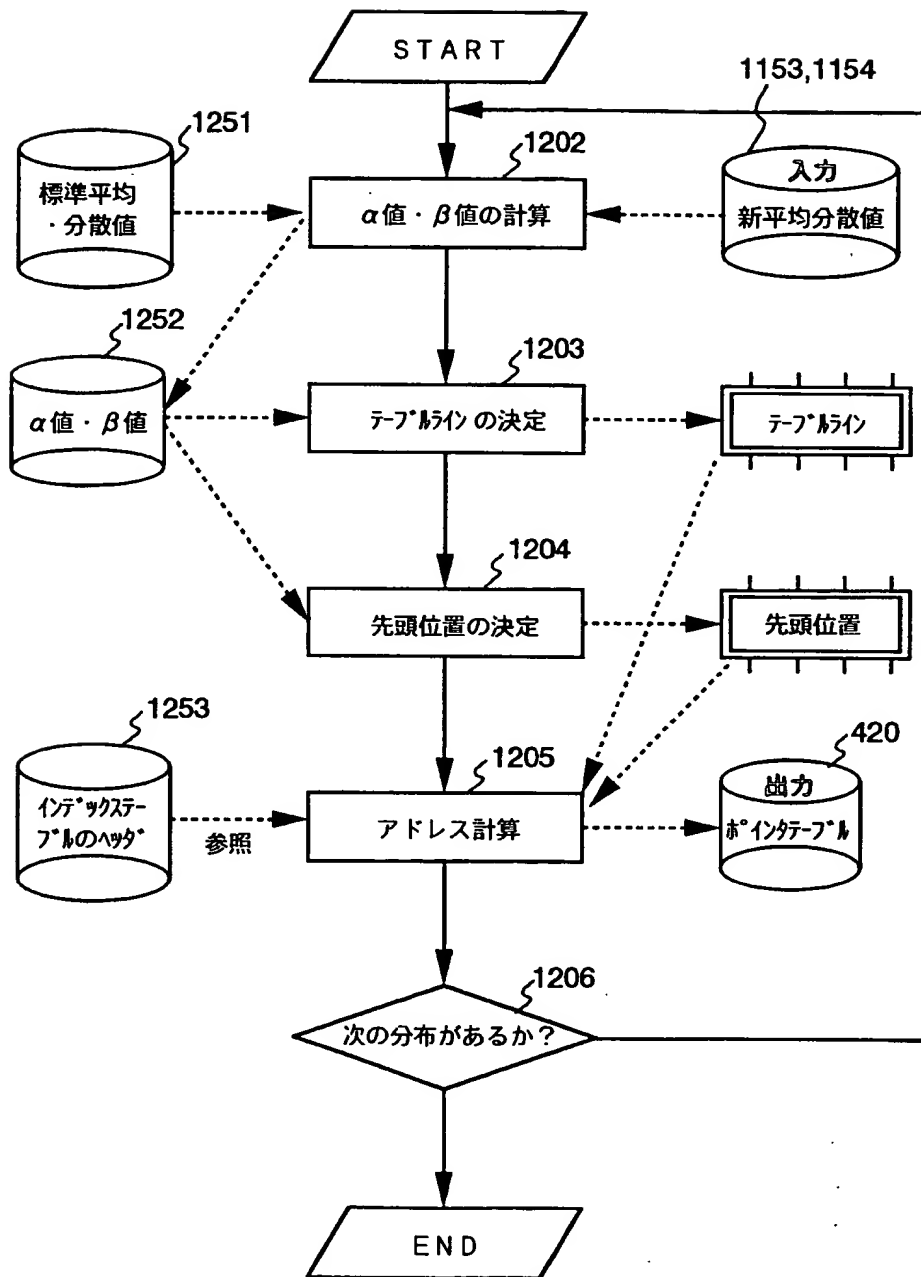 START
1153,1154
1251
1202
標準平均
・分散値
α値・β値の計算
入力
新平均分散値
1252
1203
α値・β値
テーブルラインの決定
テーブルライン
1204
先頭位置の決定
先頭位置
1253
1205
420
インデックステー
ブルのヘッダ
参照
アドレス計算
出力
ポインタテーブル
1206
次の分布があるか?
END